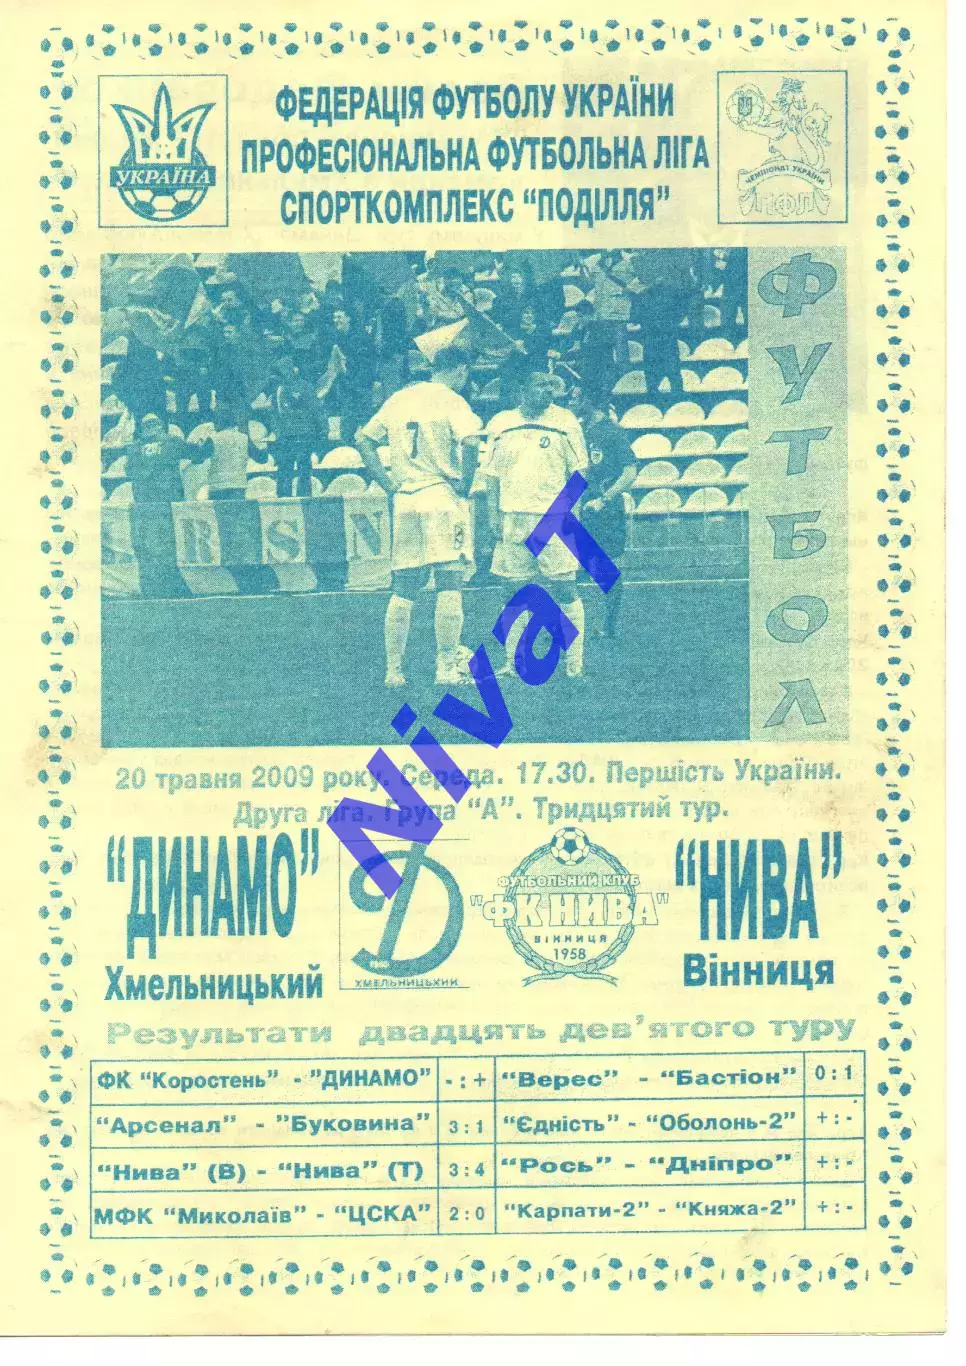 ФЕДЕРАЦІЯ ФУТБОЛУ УКРАЇНИ
ПРОФЕСІОНАЛЬНА ФУТБОЛЬНА ЛІГА
СПОРТКОМПЛЕКС “ПОДІЛЛЯ”
УКРАЇНА
ЧЕМПІОНАТ УКРАЇНИ
ПФЛ
ФУТБОЛ
7
Д
ARSN
NivaT
20 травня 2009 року. Середа. 17.30. Першість України.
Друга ліга. Група “А”. Тридцятий тур.
“ДИНАМО”
Хмельницький
Д
ХМЕЛЬНИЦЬКИЙ
ФУТБОЛЬНИЙ КЛУБ
"ФК НИВА"
ВІННИЦЯ
1958
“НИВА”
Вінниця
Результати двадцять дев’ятого туру
ФК “Коростень” - ”ДИНАМО” - : +
“Арсенал” - ”Буковина” 3:1
“Нива” (В) - “Нива” (Т) 3:4
МФК “Миколаїв” - “ЦСКА” 2:0
“Верес” - “Бастіон” 0:1
“Єдність” - “Оболонь-2” +:-
“Рось” - “Дніпро” +:-
“Карпати-2” - “Княжа-2” +:-